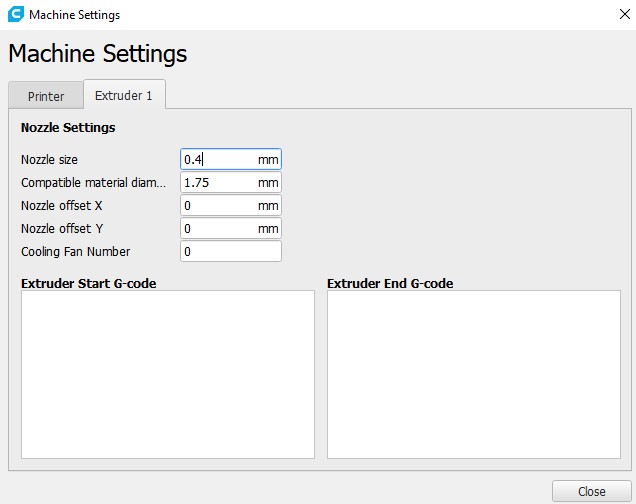 Machine Settings
Machine Settings
Printer
Extruder 1
Nozzle Settings
Nozzle size 0.4 mm
Compatible material diam... 1.75 mm
Nozzle offset X 0 mm
Nozzle offset Y 0 mm
Cooling Fan Number 0
Extruder Start G-code
Extruder End G-code
Close